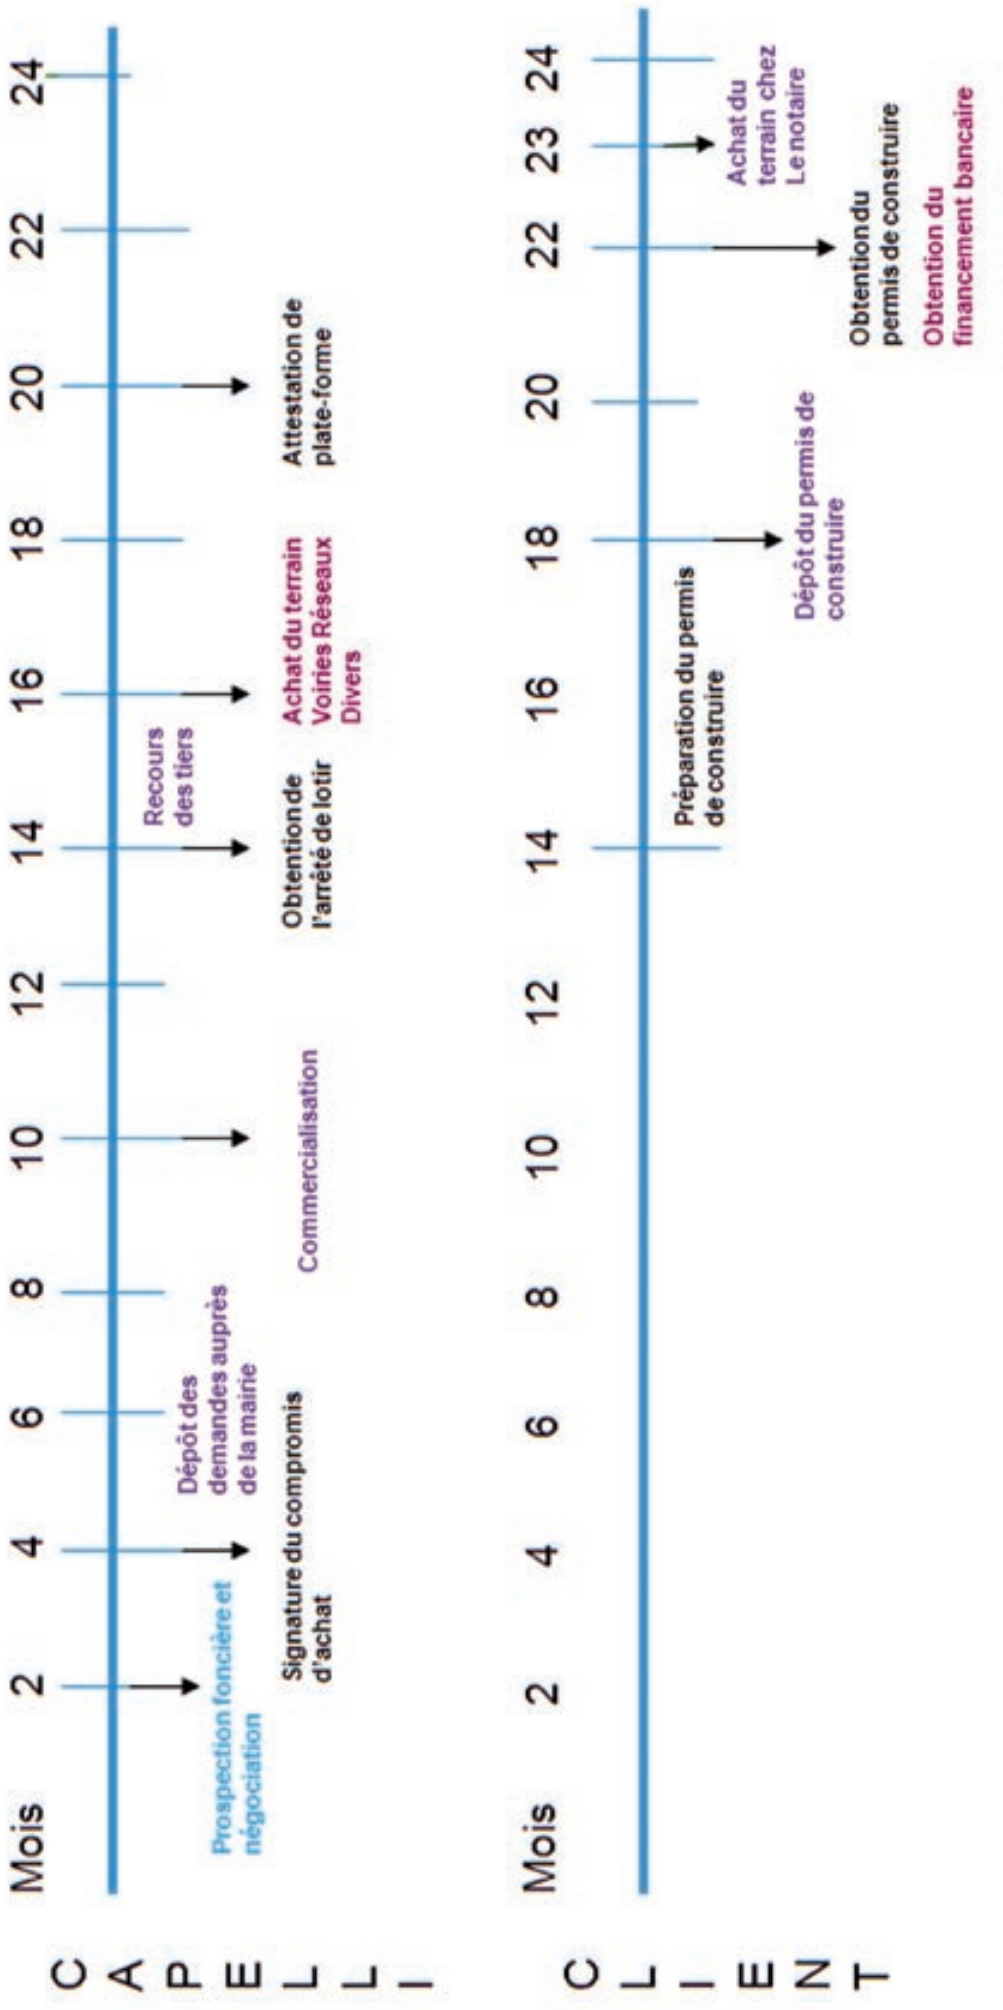 C
A
P
E
L
L
I
Mois 2 4 6 8 10 12 14 16 18 20 22 24
Prospection foncière et
négociation
Signature du compromis
d'achat
Dépôt des
demandes auprès
de la mairie
Commercialisation
Obtention de
l'arrêté de lotir
Recours
des tiers
Achat du terrain
Voiries Réseaux
Divers
Attestation de
plate-forme
C
L
I
E
N
T
Mois 2 4 6 8 10 12 14 16 18 20 22 23 24
Préparation du permis
de construire
Dépôt du permis de
construire
Obtention du
permis de construire
Obtention du
financement bancaire
Achat du
terrain chez
Le notaire